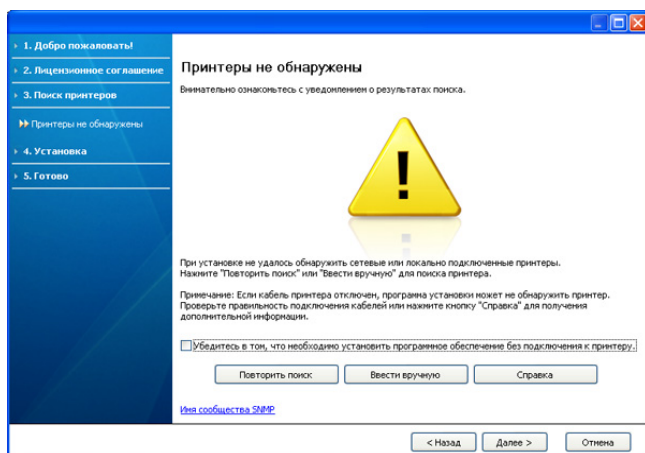 1. Добро пожаловать!
2. Лицензионное соглашение
3. Поиск принтеров
Принтеры не обнаружены
4. Установка
5. Готово
Принтеры не обнаружены
Внимательно ознакомьтесь с уведомлением о результатах поиска.
При установке не удалось обнаружить сетевые или локально подключенные принтеры.
Нажмите "Повторить поиск" или "Ввести вручную" для поиска принтера.
Примечание: Если кабель принтера отключен, программа установки может не обнаружить принтер.
Проверьте правильность подключения кабелей или нажмите кнопку "Справка" для получения
дополнительной информации.
Убедитесь в том, что необходимо установить программное обеспечение без подключения к принтеру.
Повторить поиск
Ввести вручную
Справка
Имя сообщества SNMP
< Назад
Далее >
Отмена